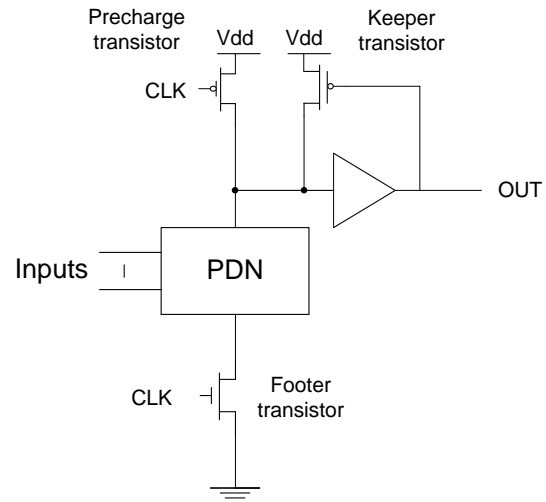 Precharge
transistor
Keeper
transistor
Vdd
Vdd
CLK
OUT
Inputs
PDN
CLK
Footer
transistor